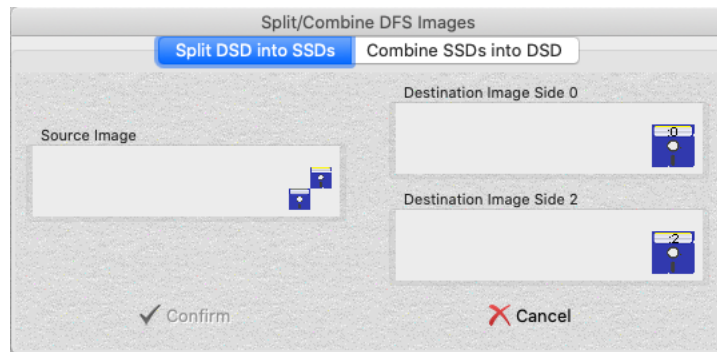 Split/Combine DFS Images
Split DSD into SSDs
Combine SSDs into DSD
Destination Image Side 0
:0
Source Image
Destination Image Side 2
:2
Confirm
Cancel